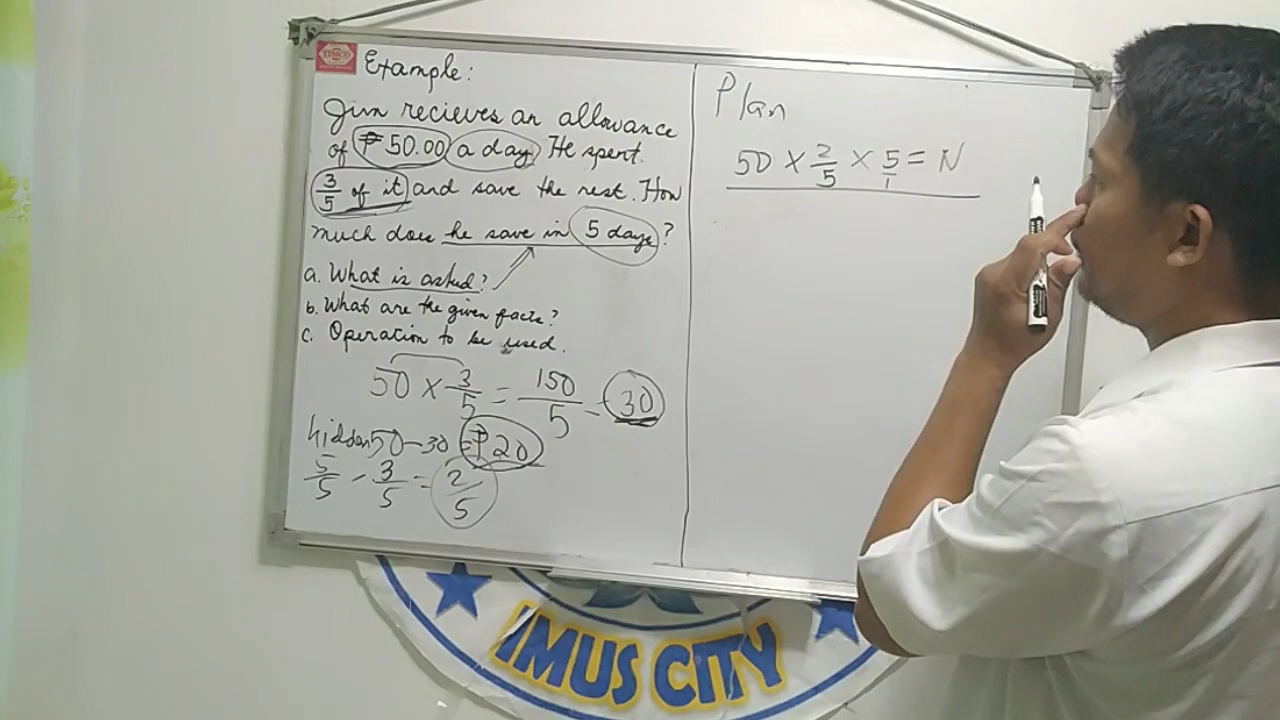 Example:
Jim recieves an allowance
of ₱ 50.00 a day. He spent
3/5 of it and save the rest. How
much does he save in 5 days?
a. What is asked?
b. What are the given facts?
c. Operation to be used.
50 × 3/5 = 150/5 = 30
hidden 50 - 30 = ₱20
5/5 - 3/5 = 2/5
Plan
50 × 2/5 × 5/1 = N
IMUS CITY